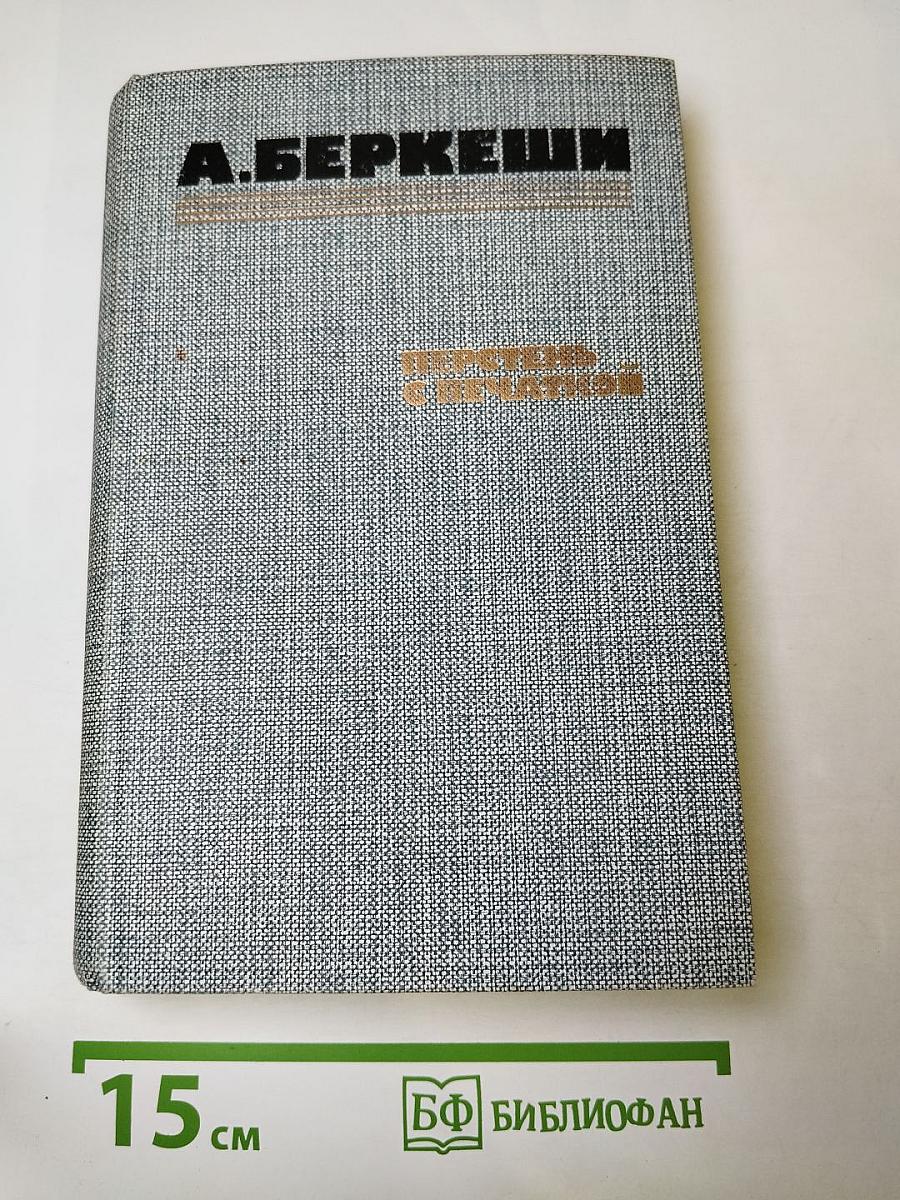 А.БЕРКЕШИ
ПЕРСТЕНЬ
С ПЕЧАТКОЙ
15 см
БФ БИБЛИОФАН